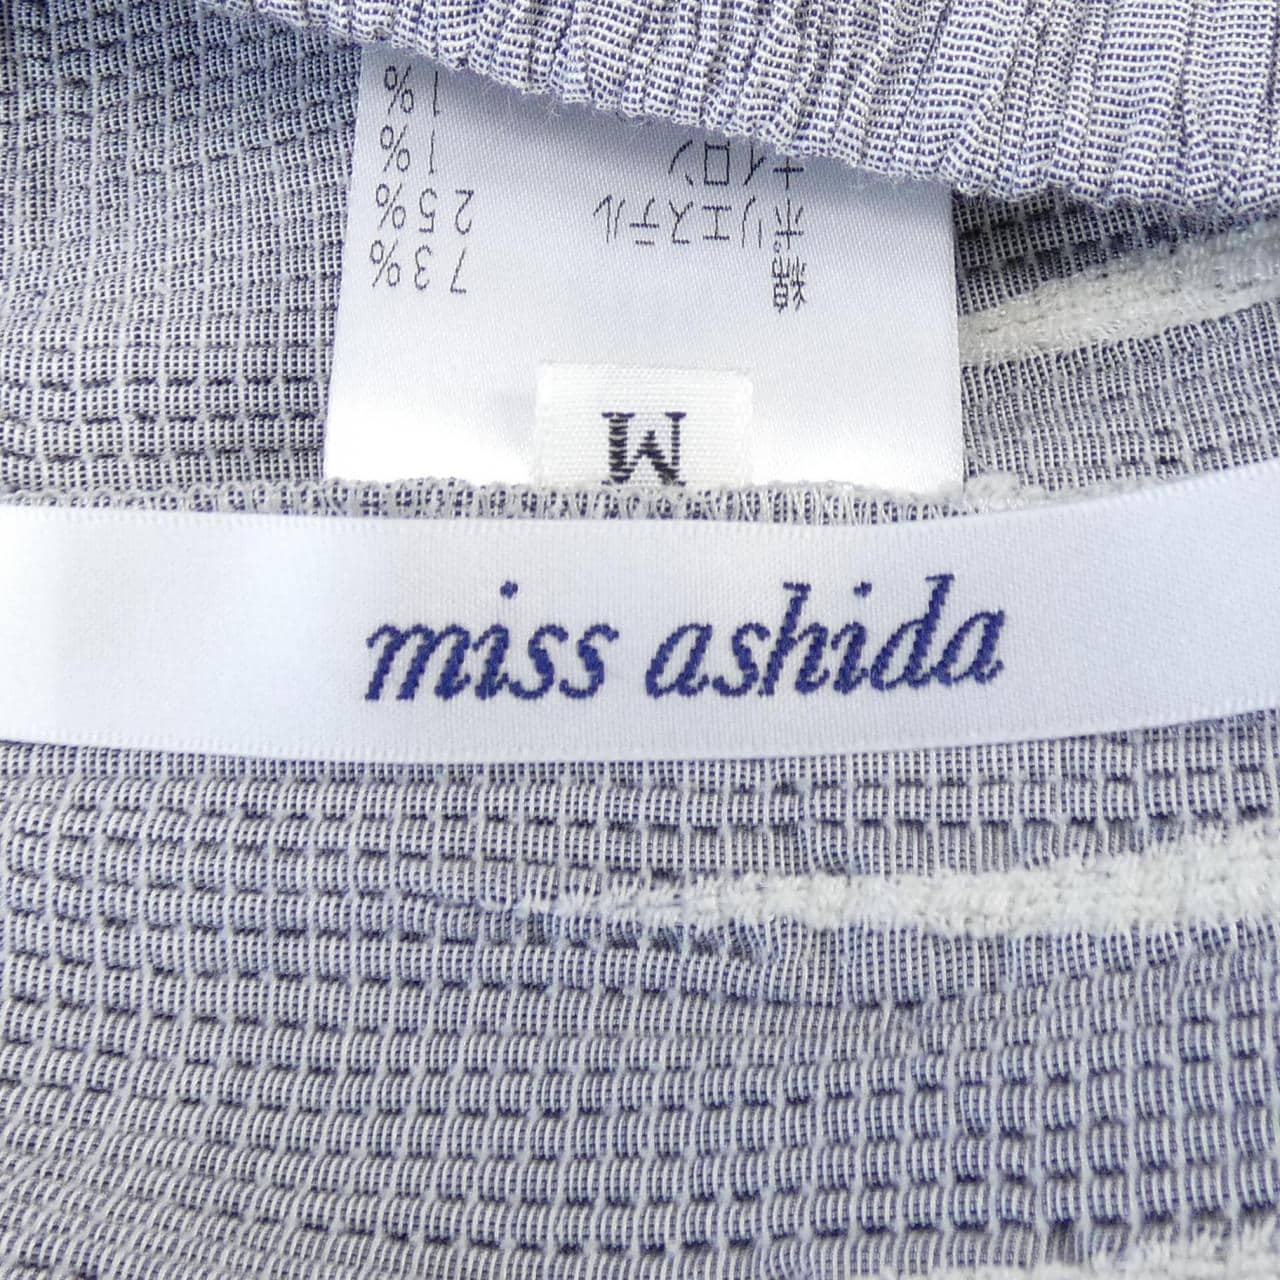 miss ashida
M
綿 73%
ポリエステル 25%
ナイロン 1%
1%